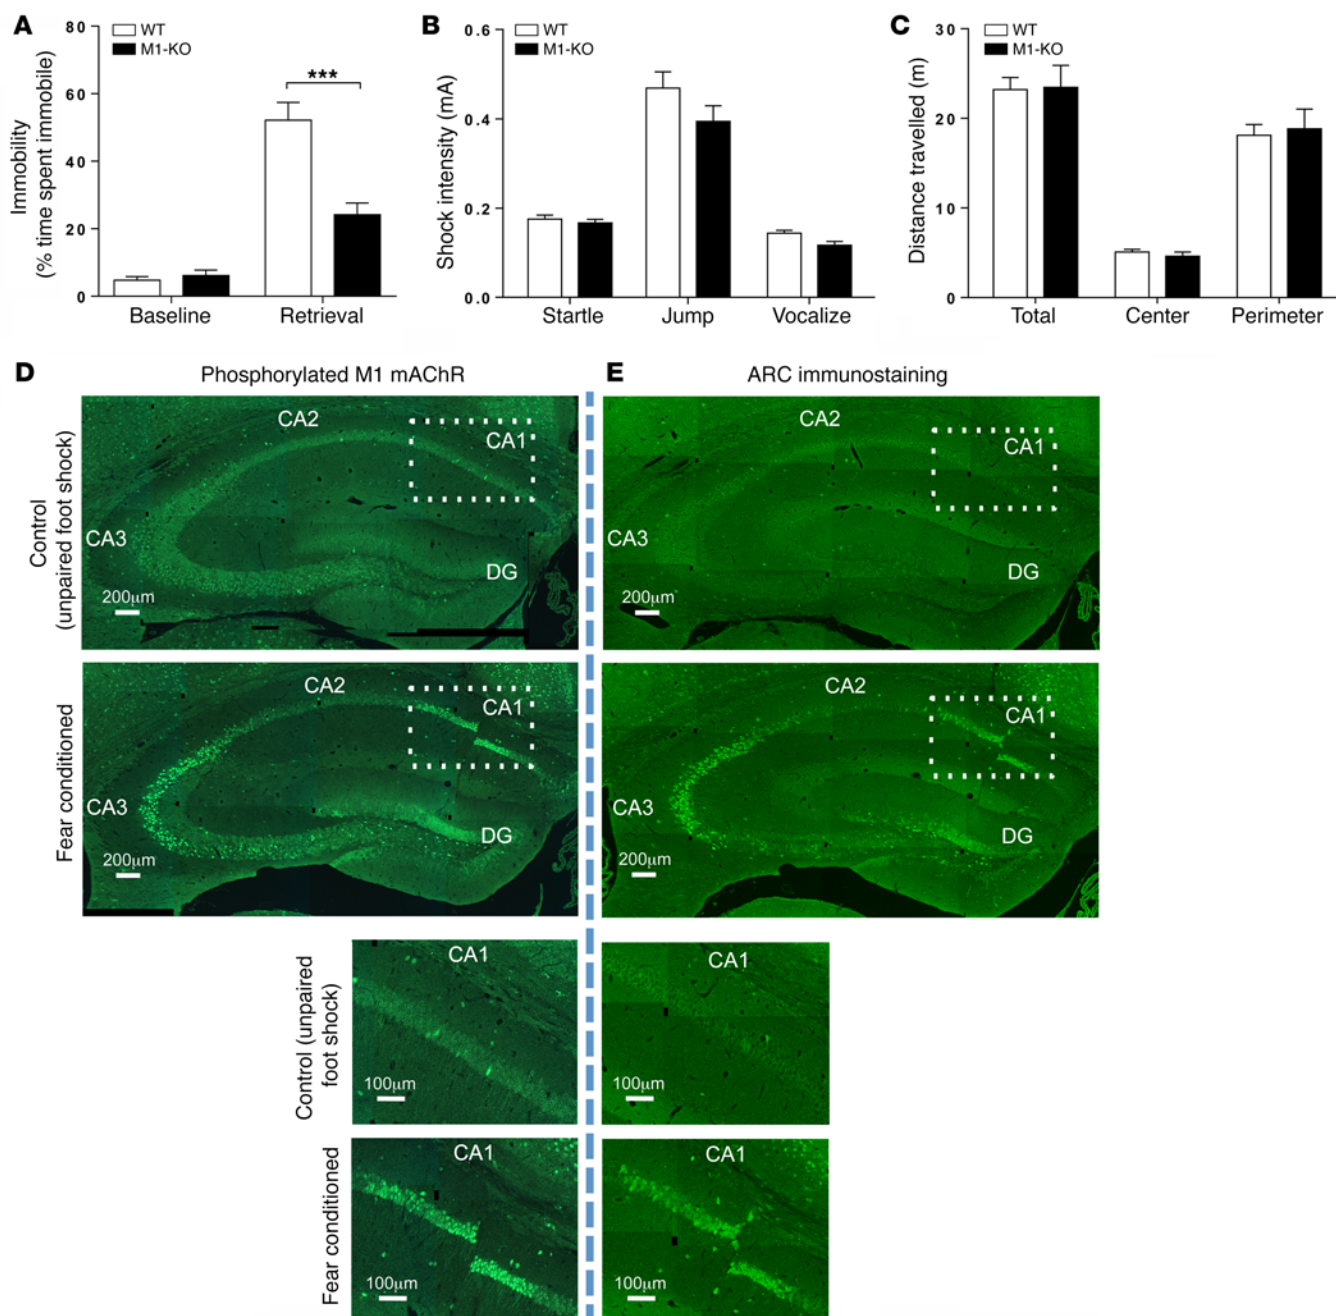 A
80
60
40
20
0
Immobility
(% time spent immobile)
WT
M1-KO
***
Baseline
Retrieval
B
0.6
0.4
0.2
0.0
Shock intensity (mA)
WT
M1-KO
Startle
Jump
Vocalize
C
30
20
10
0
Distance travelled (m)
WT
M1-KO
Total
Center
Perimeter
D
Phosphorylated M1 mAChR
E
ARC immunostaining
Control
(unpaired foot shock)
CA2
CA1
CA3
DG
200μm
CA2
CA1
CA3
DG
200μm
Fear conditioned
CA2
CA1
CA3
DG
200μm
CA2
CA1
CA3
DG
200μm
Control (unpaired
foot shock)
CA1
100μm
CA1
100μm
Fear conditioned
CA1
100μm
CA1
100μm